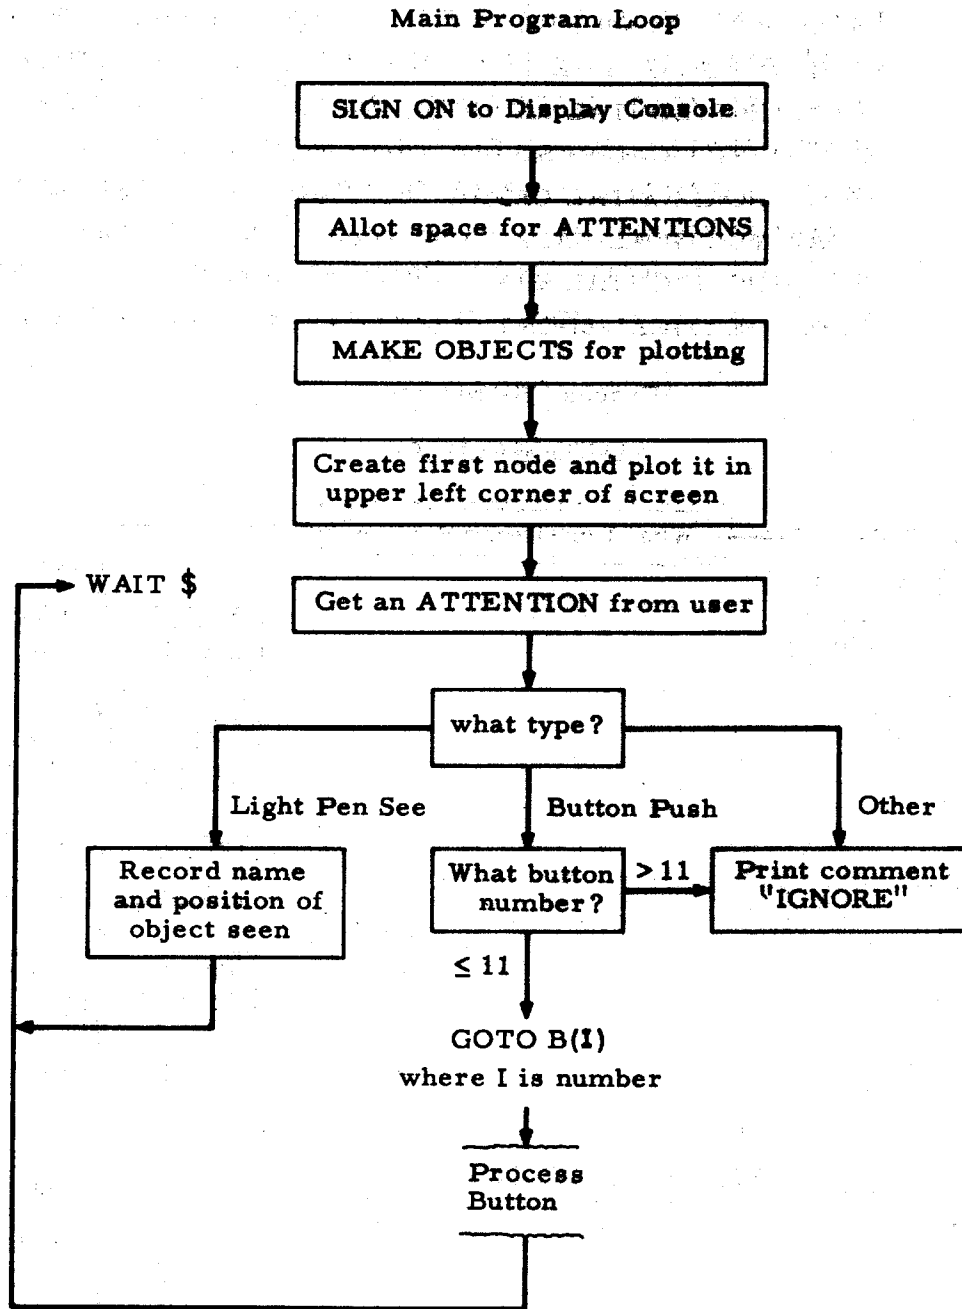 Main Program Loop
SIGN ON to Display Console
Allot space for ATTENTIONS
MAKE OBJECTS for plotting
Create first node and plot it in
upper left corner of screen
WAIT $
Get an ATTENTION from user
what type?
Light Pen See
Button Push
Other
Record name
and position of
object seen
What button
number?
>11
Print comment
"IGNORE"
≤ 11
GOTO B(I)
where I is number
Process
Button